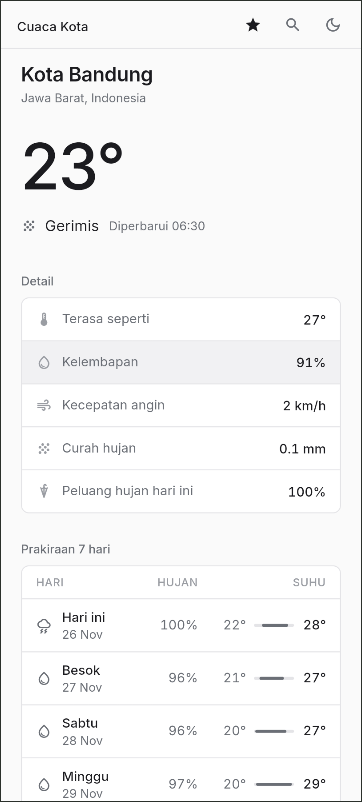 Cuaca Kota
Kota Bandung
Jawa Barat, Indonesia
23°
Gerimis Diperbarui 06:30
Detail
Terasa seperti 27°
Kelembapan 91%
Kecepatan angin 2 km/h
Curah hujan 0.1 mm
Peluang hujan hari ini 100%
Prakiraan 7 hari
HARI HUJAN SUHU
Hari ini 100% 22° 28°
26 Nov
Besok 96% 21° 27°
27 Nov
Sabtu 96% 20° 27°
28 Nov
Minggu 97% 20° 29°
29 Nov